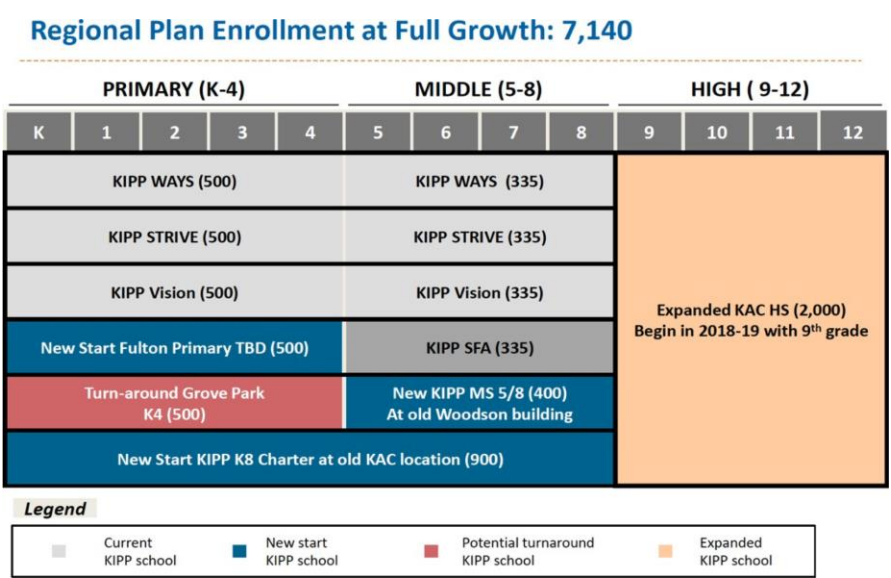 Regional Plan Enrollment at Full Growth: 7,140
PRIMARY (K-4) MIDDLE (5-8) HIGH ( 9-12)
K 1 2 3 4 5 6 7 8 9 10 11 12
KIPP WAYS (500) KIPP WAYS (335)
KIPP STRIVE (500) KIPP STRIVE (335)
KIPP Vision (500) KIPP Vision (335)
Expanded KAC HS (2,000)
Begin in 2018-19 with 9th grade
New Start Fulton Primary TBD (500) KIPP SFA (335)
Turn-around Grove Park
K4 (500)
New KIPP MS 5/8 (400)
At old Woodson building
New Start KIPP K8 Charter at old KAC location (900)
Legend
Current
KIPP school
New start
KIPP school
Potential turnaround
KIPP school
Expanded
KIPP school